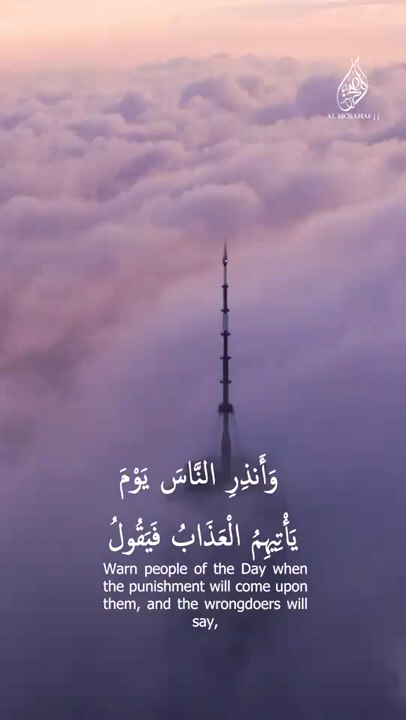 AL MOSAHAF ||
وَأَنذِرِ النَّاسَ يَوْمَ
يَأْتِيهِمُ الْعَذَابُ فَيَقُولُ
Warn people of the Day when
the punishment will come upon
them, and the wrongdoers will
say,